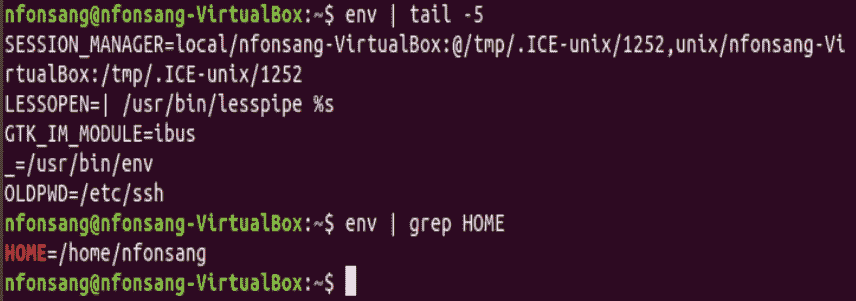 nfonsang@nfonsang-VirtualBox:~$ env | tail -5
SESSION_MANAGER=local/nfonsang-VirtualBox:@/tmp/.ICE-unix/1252,unix/nfonsang-Vi
rtualBox:/tmp/.ICE-unix/1252
LESSOPEN=| /usr/bin/lesspipe %s
GTK_IM_MODULE=ibus
_=/usr/bin/env
OLDPWD=/etc/ssh
nfonsang@nfonsang-VirtualBox:~$ env | grep HOME
HOME=/home/nfonsang
nfonsang@nfonsang-VirtualBox:~$